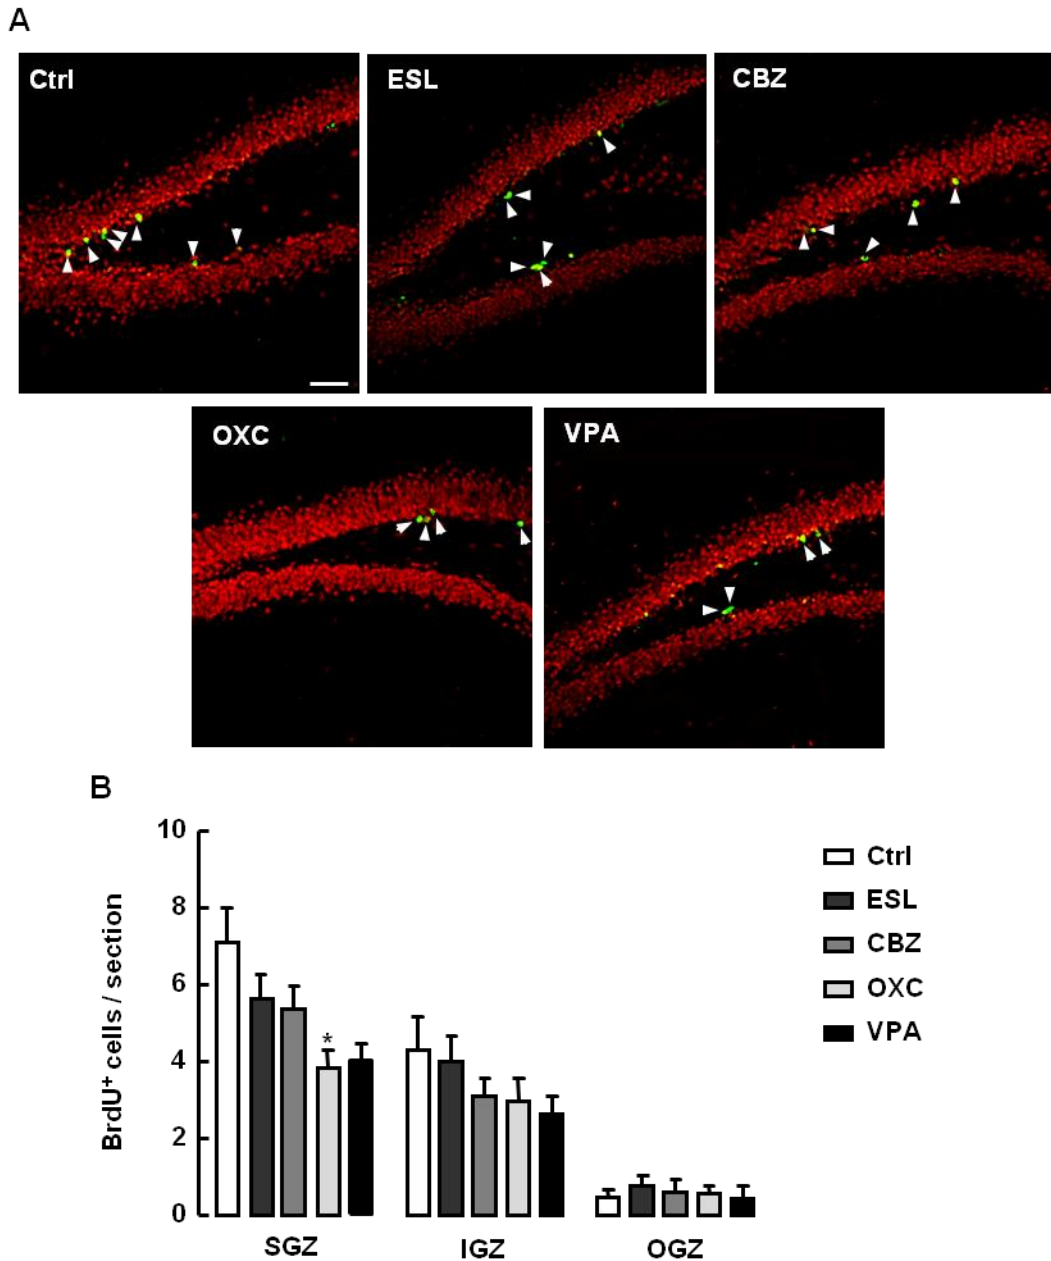 A
Ctrl
ESL
CBZ
OXC
VPA
B
10
8
6
4
2
0
BrdU⁺ cells / section
*
SGZ
IGZ
OGZ
Ctrl
ESL
CBZ
OXC
VPA